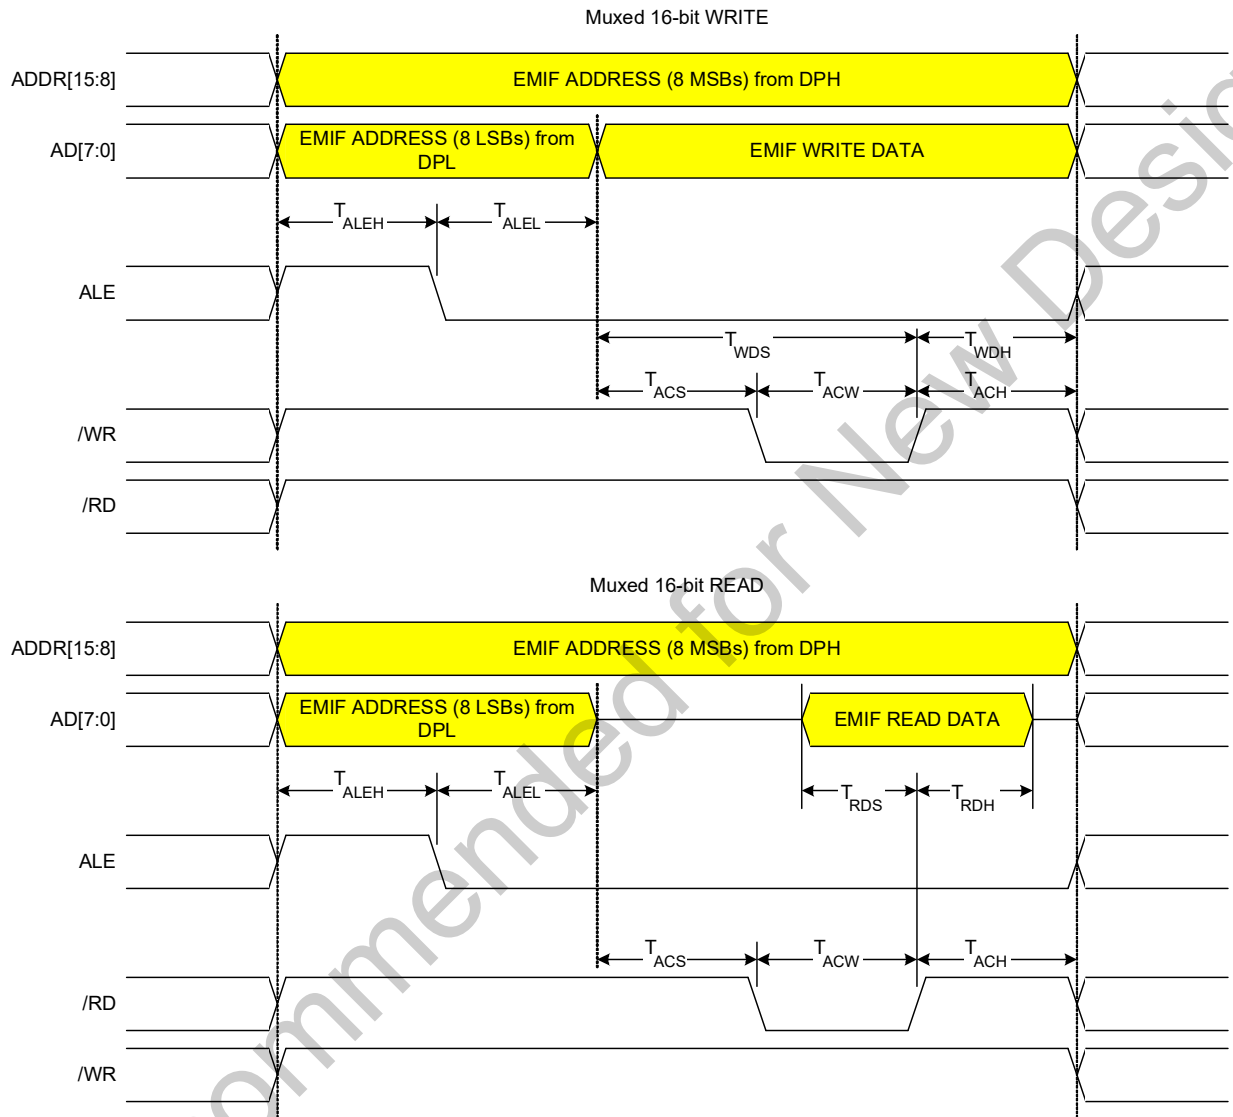 Muxed 16-bit WRITE
ADDR[15:8]
EMIF ADDRESS (8 MSBs) from DPH
AD[7:0]
EMIF ADDRESS (8 LSBs) from
DPL
EMIF WRITE DATA
TALEH
TALEL
ALE
TWDS
TWDH
TACS
TACW
TACH
/WR
/RD
Muxed 16-bit READ
ADDR[15:8]
EMIF ADDRESS (8 MSBs) from DPH
AD[7:0]
EMIF ADDRESS (8 LSBs) from
DPL
EMIF READ DATA
TALEH
TALEL
TRDS
TRDH
ALE
TACS
TACW
TACH
/RD
/WR
ommended for New Desig